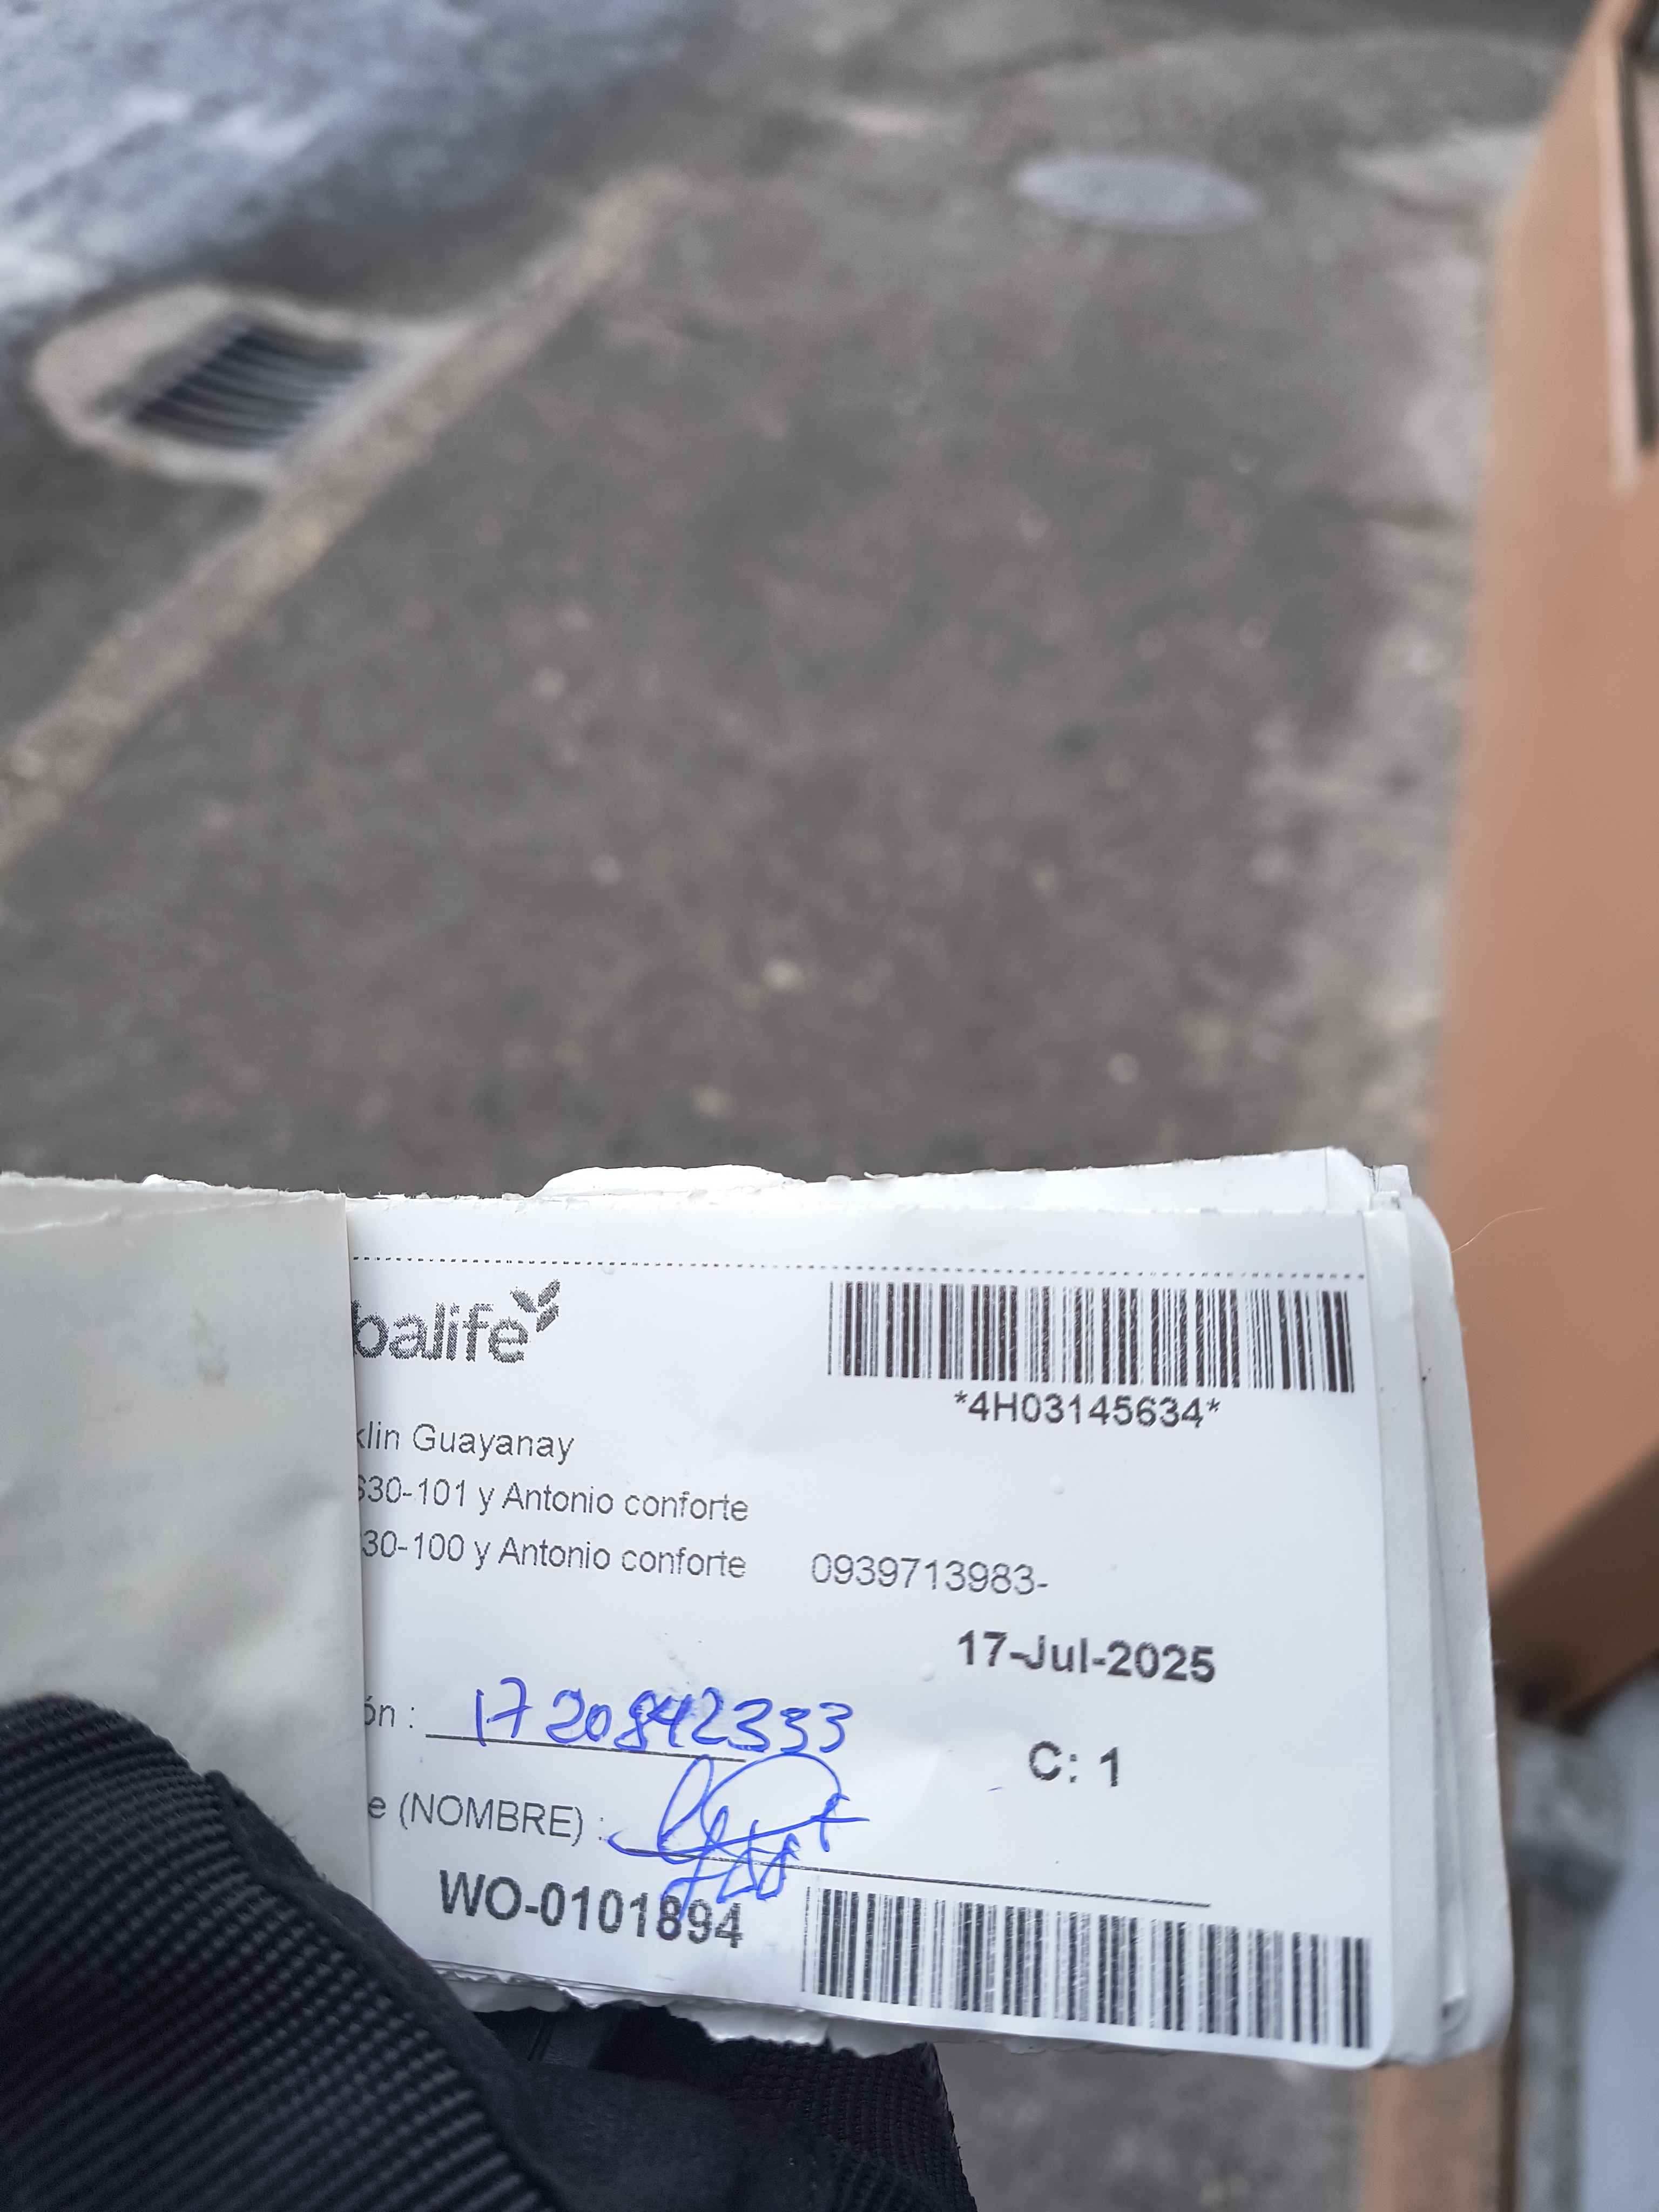 balife
*4H03145634*
klin Guayanay
S30-101 y Antonio conforte
30-100 y Antonio conforte 0939713983-
17-Jul-2025
ón : 1720842333
C: 1
e (NOMBRE) :
WO-0101894